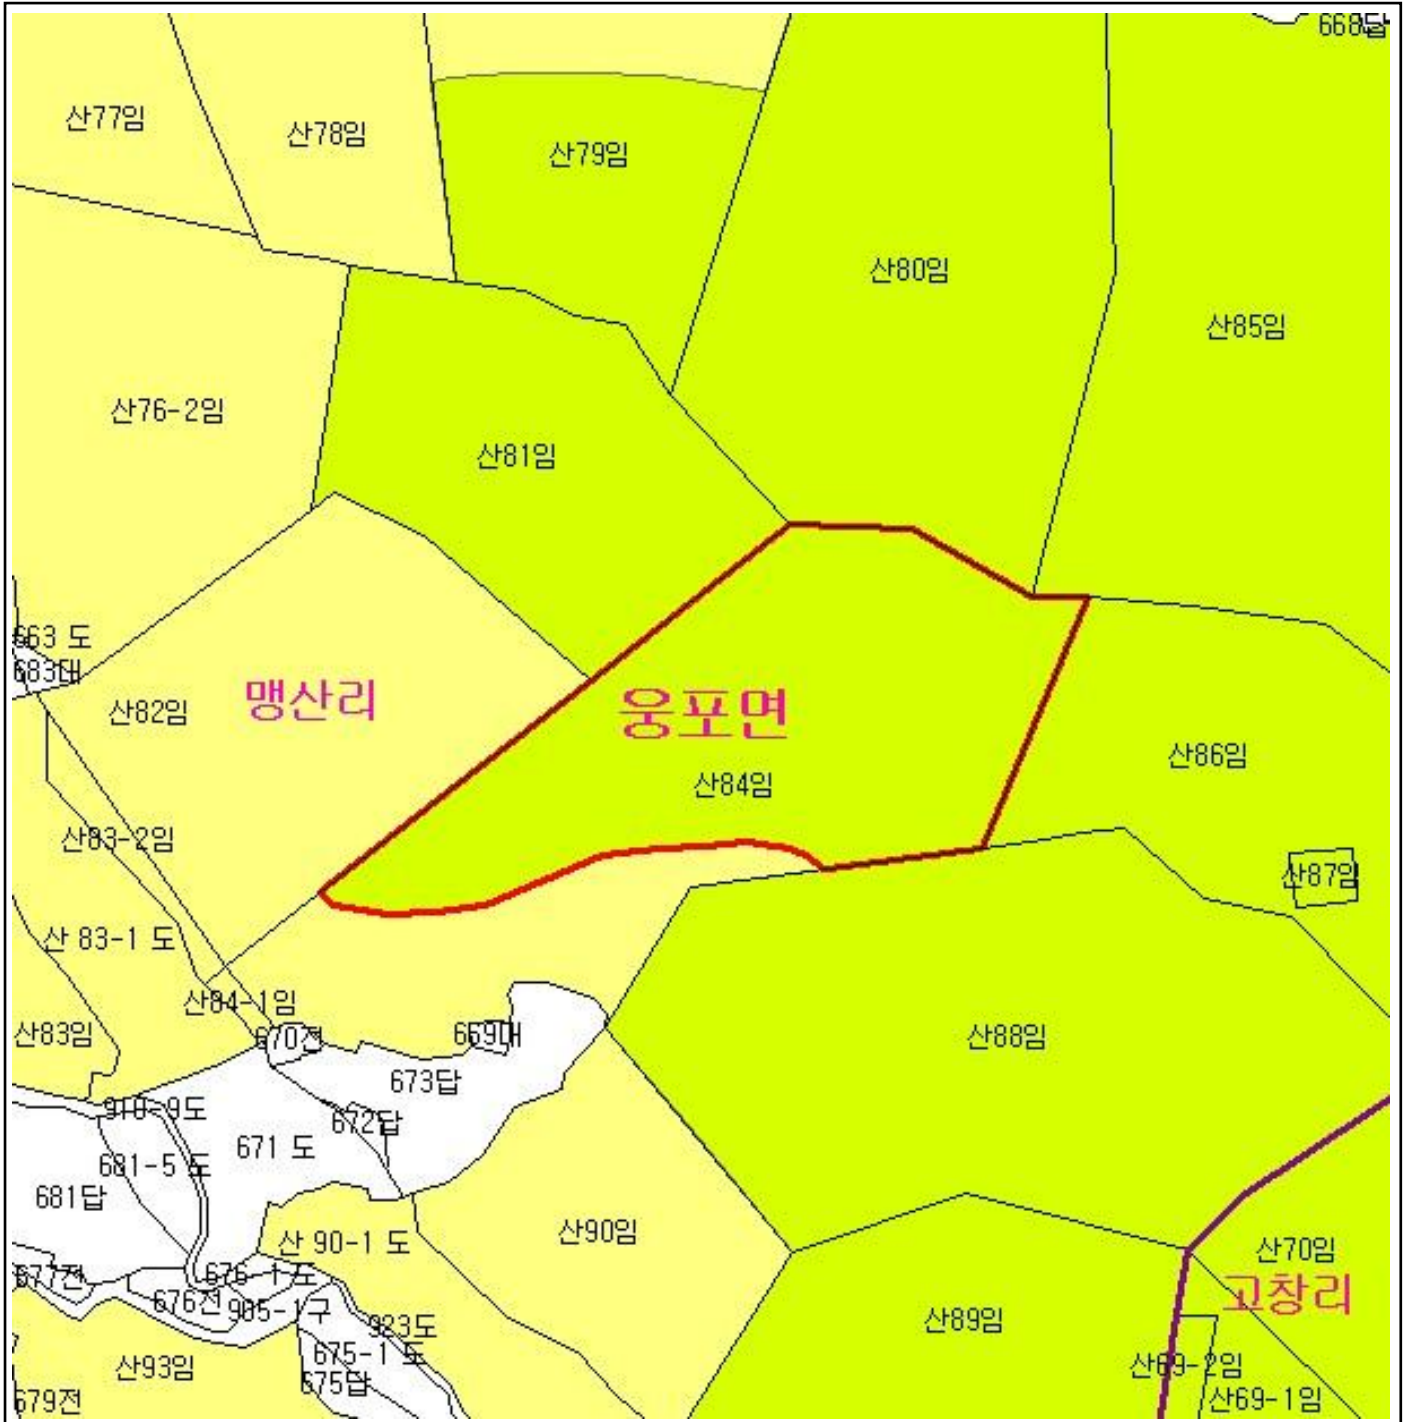 668답
산77임
산78임
산79임
산80임
산85임
산76-2임
산81임
663 도
683대
산82임
맹산리
웅포면
산84임
산86임
산83-2임
산87임
산 83-1 도
산84-1임
산83임
670전
669대
산88임
673답
910-9도
672답
671 도
681-5 도
681답
산 90-1 도
산90임
산70임
677전
676-1 도
676전
905-1구
고창리
923도
산89임
675-1 도
산93임
675답
산69-2임
679전
산69-1임